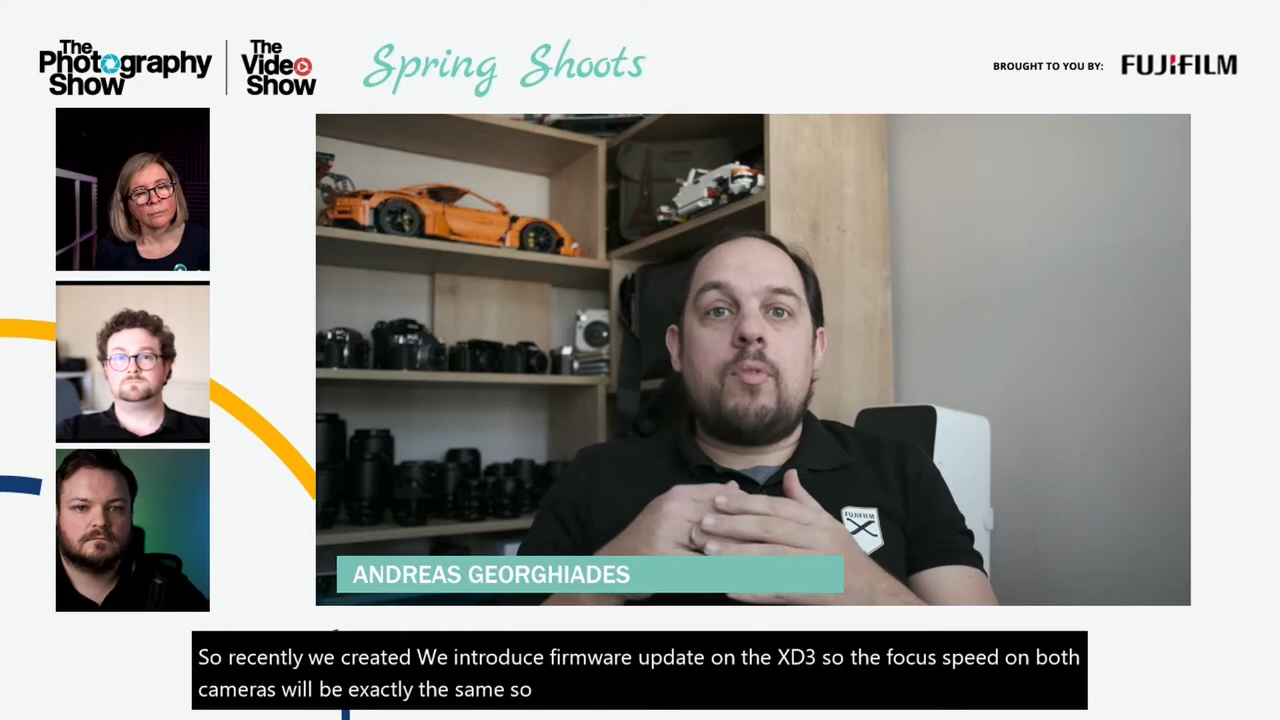 The
Photography
Show
The
Video
Show
Spring Shoots
BROUGHT TO YOU BY:
FUJIFILM
FUJIFILM
X
ANDREAS GEORGHIADES
So recently we created We introduce firmware update on the XD3 so the focus speed on both
cameras will be exactly the same so